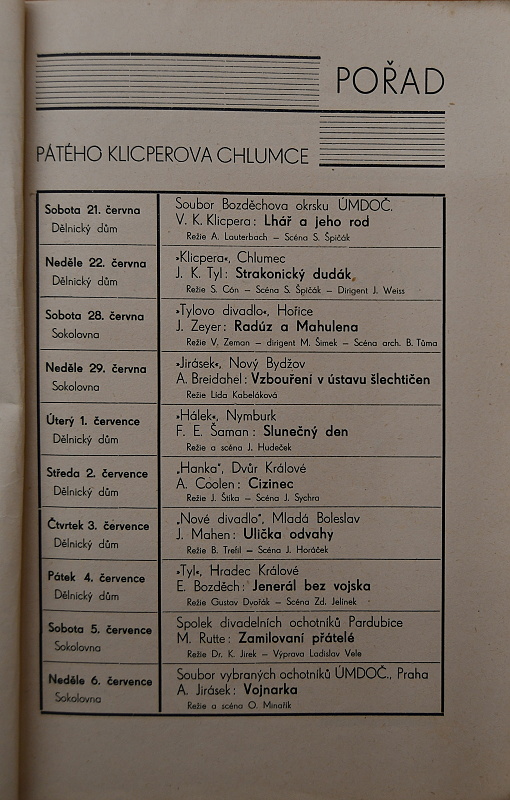 POŘAD
PÁTÉHO KLICPEROVA CHLUMCE
Sobota 21. června
Dělnický dům
Soubor Bozděchova okrsku ÚMDOČ.
V. K. Klicpera: Lhář a jeho rod
Režie A. Lauterbach – Scéna S. Špičák
Neděle 22. června
Dělnický dům
»Klicpera«, Chlumec
J. K. Tyl: Strakonický dudák
Režie S. Cón – Scéna S. Špičák – Dirigent J. Weiss
Sobota 28. června
Sokolovna
»Tylovo divadlo«, Hořice
J. Zeyer: Radúz a Mahulena
Režie V. Zeman – dirigent M. Šimek – Scéna arch. B. Tůma
Neděle 29. června
Sokolovna
»Jirásek«, Nový Bydžov
A. Breidahel: Vzbouření v ústavu šlechtičen
Režie Lída Kabeláková
Úterý 1. července
Dělnický dům
»Hálek«, Nymburk
F. E. Šaman: Slunečný den
Režie a scéna J. Hudeček
Středa 2. července
Dělnický dům
„Hanka", Dvůr Králové
A. Coolen: Cizinec
Režie J. Štika – Scéna J. Sychra
Čtvrtek 3. července
Dělnický dům
„Nové divadlo", Mladá Boleslav
J. Mahen: Ulička odvahy
Režie B. Trefil – Scéna J. Horáček
Pátek 4. července
Dělnický dům
»Tyl«, Hradec Králové
E. Bozděch: Jenerál bez vojska
Režie Gustav Dvořák – Scéna Zd. Jelínek
Sobota 5. července
Sokolovna
Spolek divadelních ochotníků Pardubice
M. Rutte: Zamilovaní přátelé
Režie Dr. K. Jirek – Výprava Ladislav Vele
Neděle 6. července
Sokolovna
Soubor vybraných ochotníků ÚMDOČ., Praha
A. Jirásek: Vojnarka
Režie a scéna O. Minařík